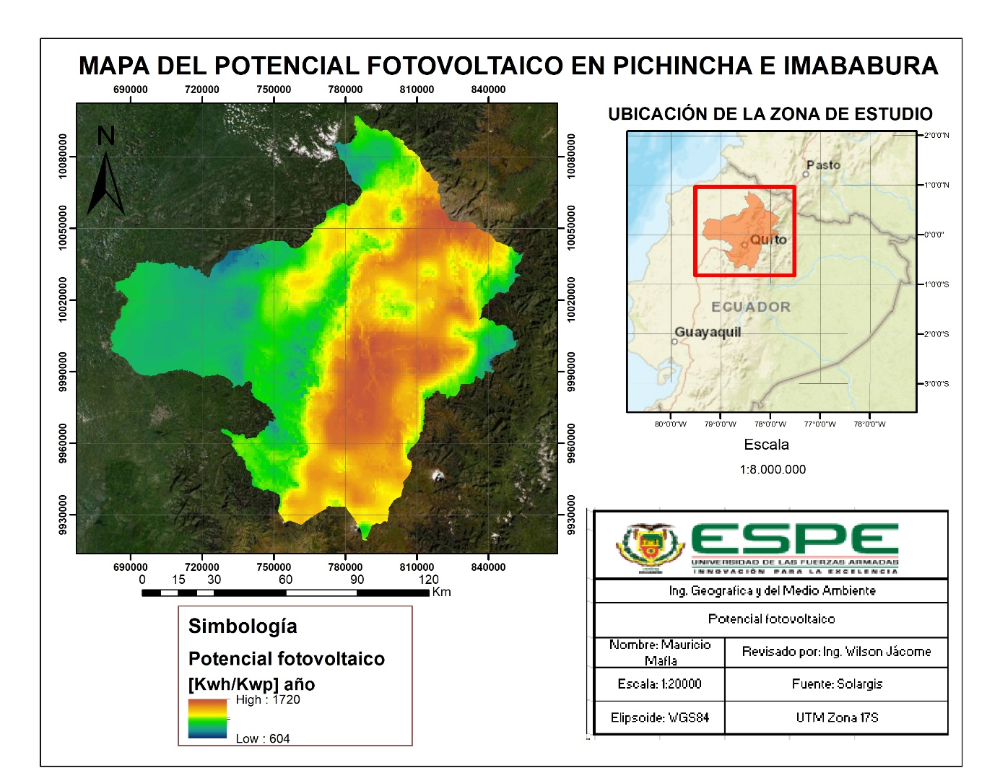 MAPA DEL POTENCIAL FOTOVOLTAICO EN PICHINCHA E IMABABURA
690000 720000 750000 780000 810000 840000
N
10080000 10050000 10020000 9990000 9960000 9930000
10080000 10050000 10020000 9990000 9960000 9930000
690000 720000 750000 780000 810000 840000
0 15 30 60 90 120
Km
Simbología
Potencial fotovoltaico
[Kwh/Kwp] año
High : 1720
Low : 604
UBICACIÓN DE LA ZONA DE ESTUDIO
2°0'0"N
Pasto
1°0'0"N
Quito
0°0'0"
1°0'0"S
ECUADOR
Guayaquil
2°0'0"S
3°0'0"S
80°0'0"W 79°0'0"W 78°0'0"W 77°0'0"W 76°0'0"W
Escala
1:8.000.000
ESPE
UNIVERSIDAD DE LAS FUERZAS ARMADAS
INNOVACIÓN PARA LA EXCELENCIA
Ing. Geografica y del Medio Ambiente
Potencial fotovoltaico
Nombre: Mauricio
Mafla
Revisado por: Ing. Wilson Jácome
Escala: 1:20000
Fuente: Solargis
Elipsoide: WGS84
UTM Zona 17S